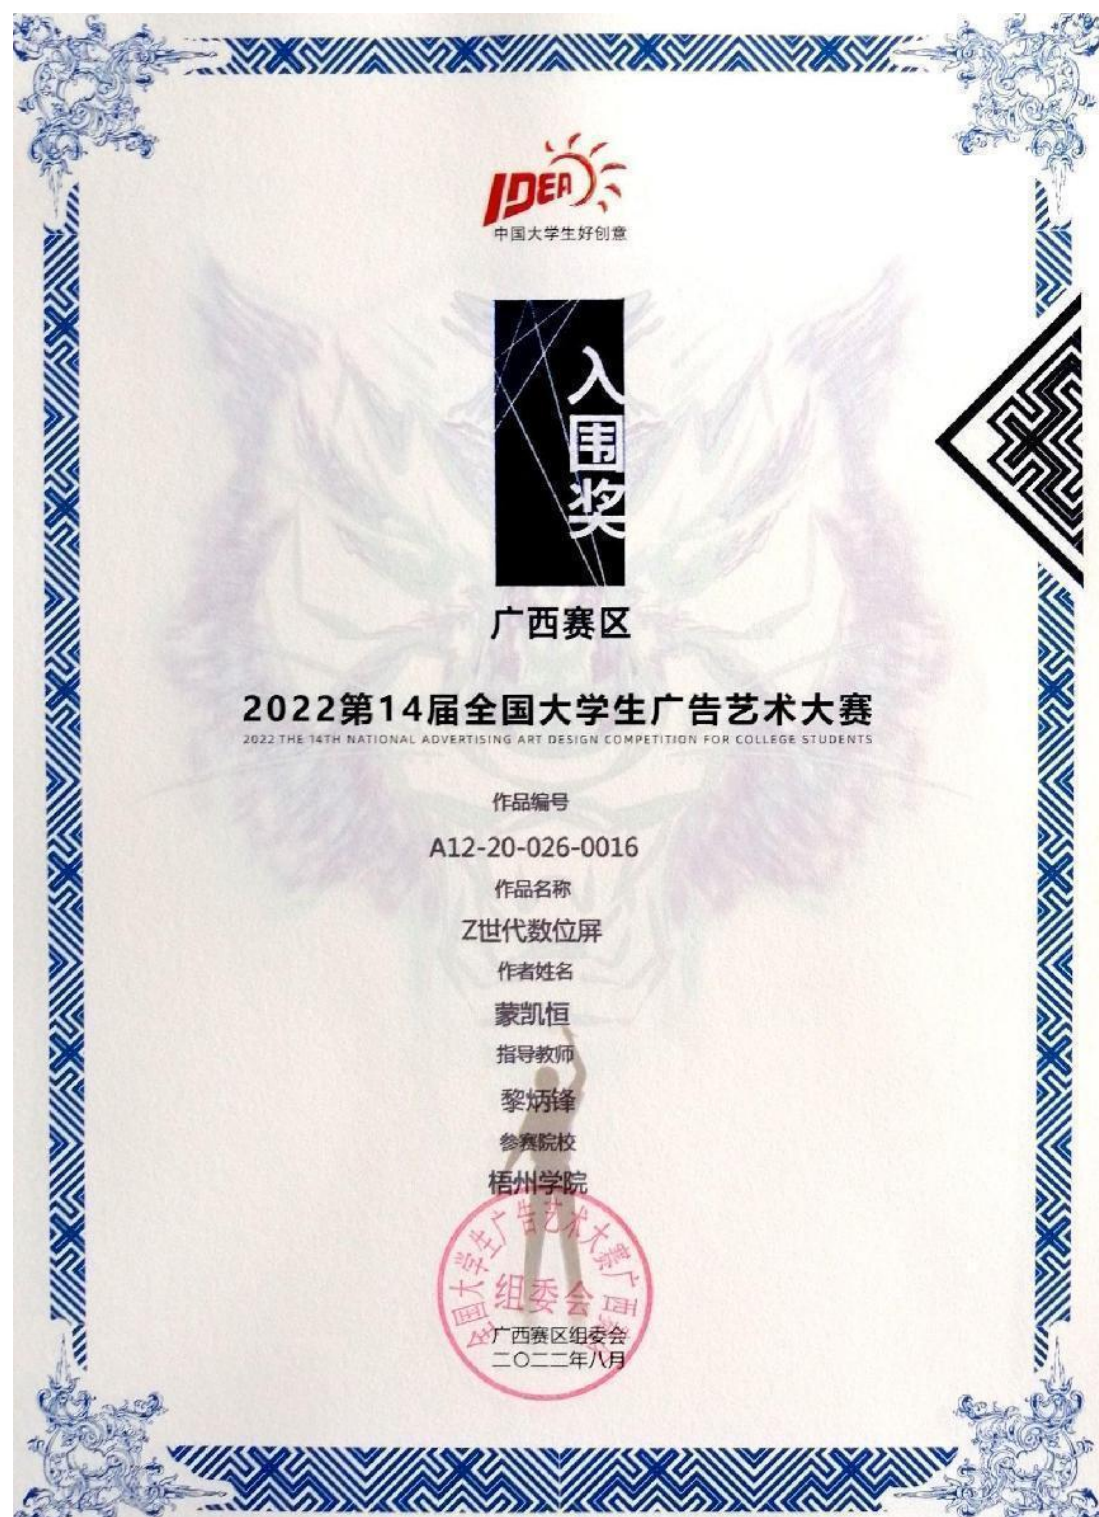 IDEA
中国大学生好创意
入围奖
广西赛区
2022第14届全国大学生广告艺术大赛
2022 THE 14TH NATIONAL ADVERTISING ART DESIGN COMPETITION FOR COLLEGE STUDENTS
作品编号
A12-20-026-0016
作品名称
Z世代数位屏
作者姓名
蒙凯恒
指导教师
黎炳锋
参赛院校
梧州学院
全国大学生广告艺术大赛广西赛区
组委会
广西赛区组委会
二〇二二年八月